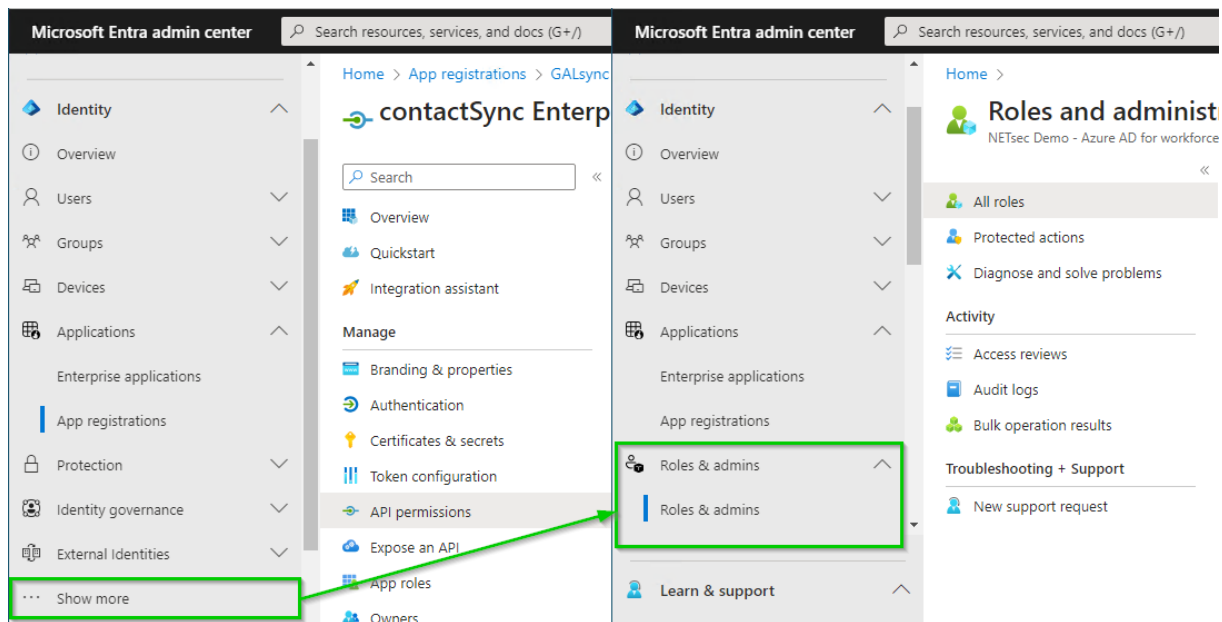 Microsoft Entra admin center
Search resources, services, and docs (G+/)
Identity
Overview
Users
Groups
Devices
Applications
Enterprise applications
App registrations
Protection
Identity governance
External Identities
Show more
Home > App registrations > GALsync
contactSync Enterp
Search
Overview
Quickstart
Integration assistant
Manage
Branding & properties
Authentication
Certificates & secrets
Token configuration
API permissions
Expose an API
App roles
Owners
Microsoft Entra admin center
Search resources, services, and docs (G+/)
Identity
Overview
Users
Groups
Devices
Applications
Enterprise applications
App registrations
Roles & admins
Roles & admins
Learn & support
Home >
Roles and administr
NETsec Demo - Azure AD for workforce
All roles
Protected actions
Diagnose and solve problems
Activity
Access reviews
Audit logs
Bulk operation results
Troubleshooting + Support
New support request